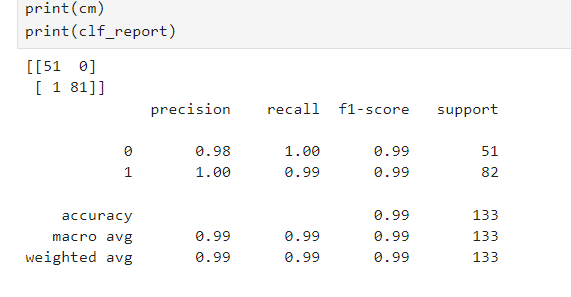 print(cm)
print(clf_report)
[[51  0]
 [ 1 81]]
              precision    recall  f1-score   support

           0       0.98      1.00      0.99        51
           1       1.00      0.99      0.99        82

    accuracy                           0.99       133
   macro avg       0.99      0.99      0.99       133
weighted avg       0.99      0.99      0.99       133